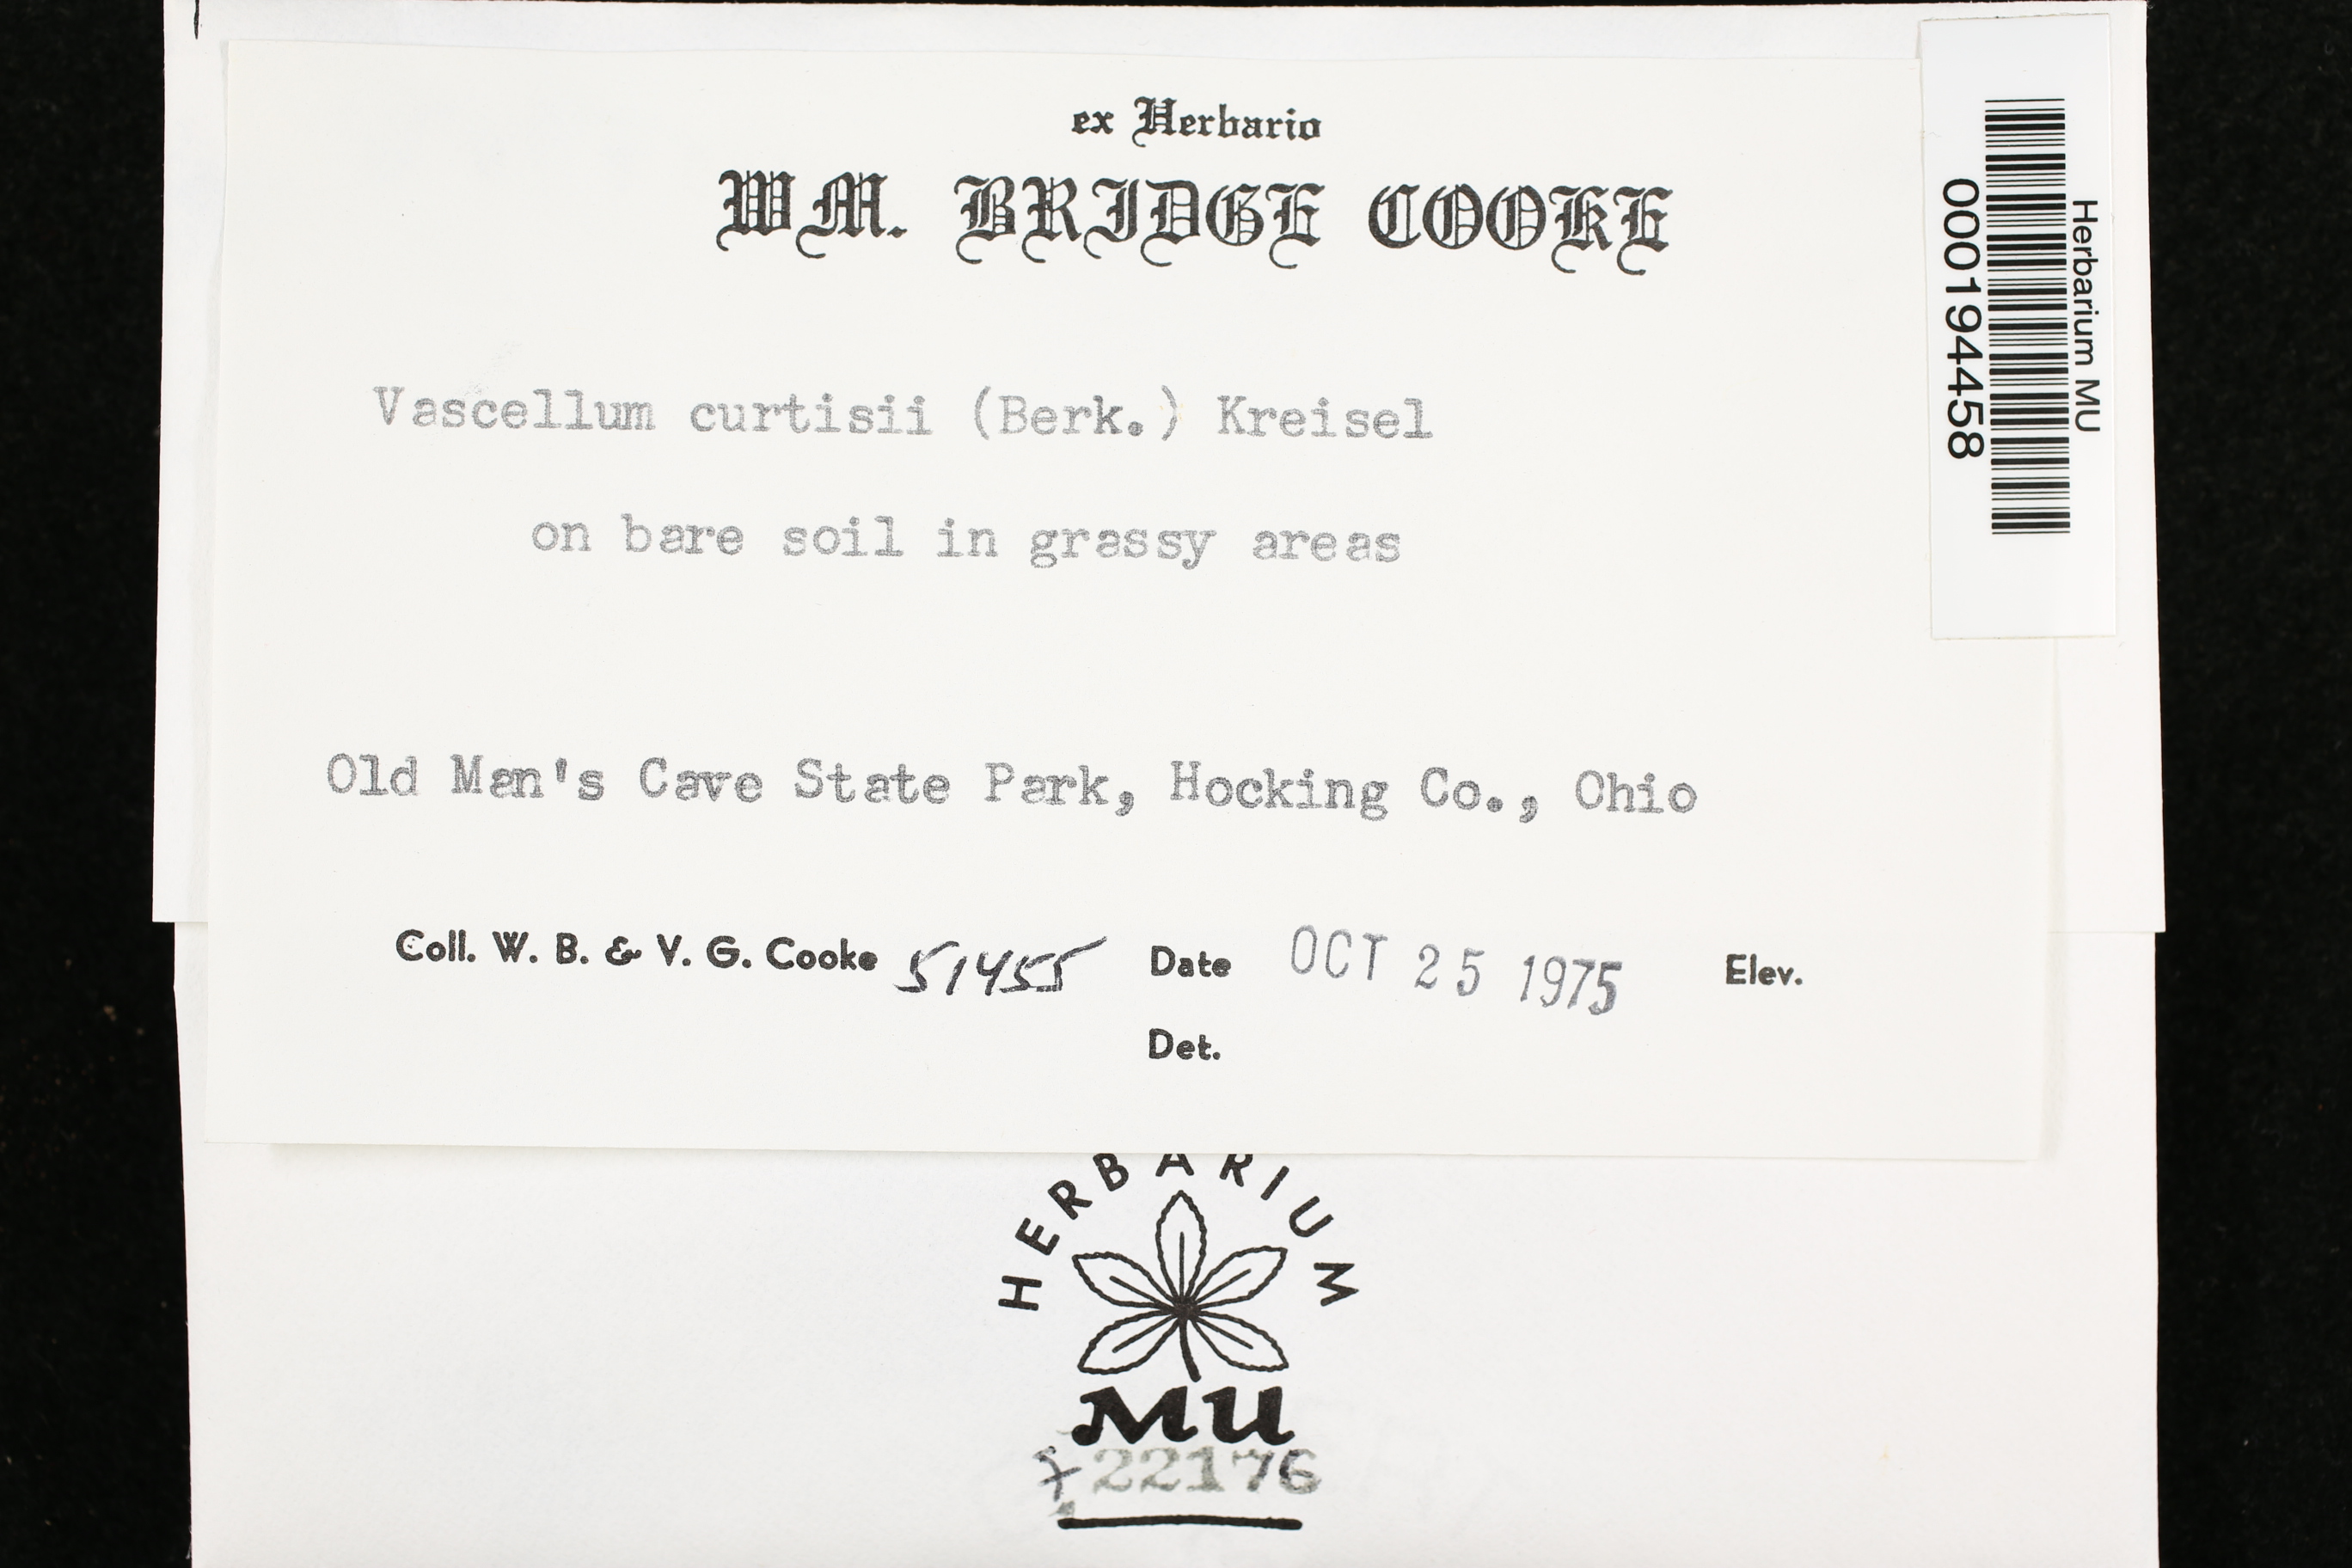 ex Herbario
WM. BRIDGE COOKE
Vascellum curtisii (Berk.) Kreisel
on bare soil in grassy areas
Old Man's Cave State Park, Hocking Co., Ohio
Coll. W. B. & V. G. Cooke 51455 Date OCT 25 1975 Elev.
Det.
Herbarium MU
000194458
HERBARIUM
MU
22176